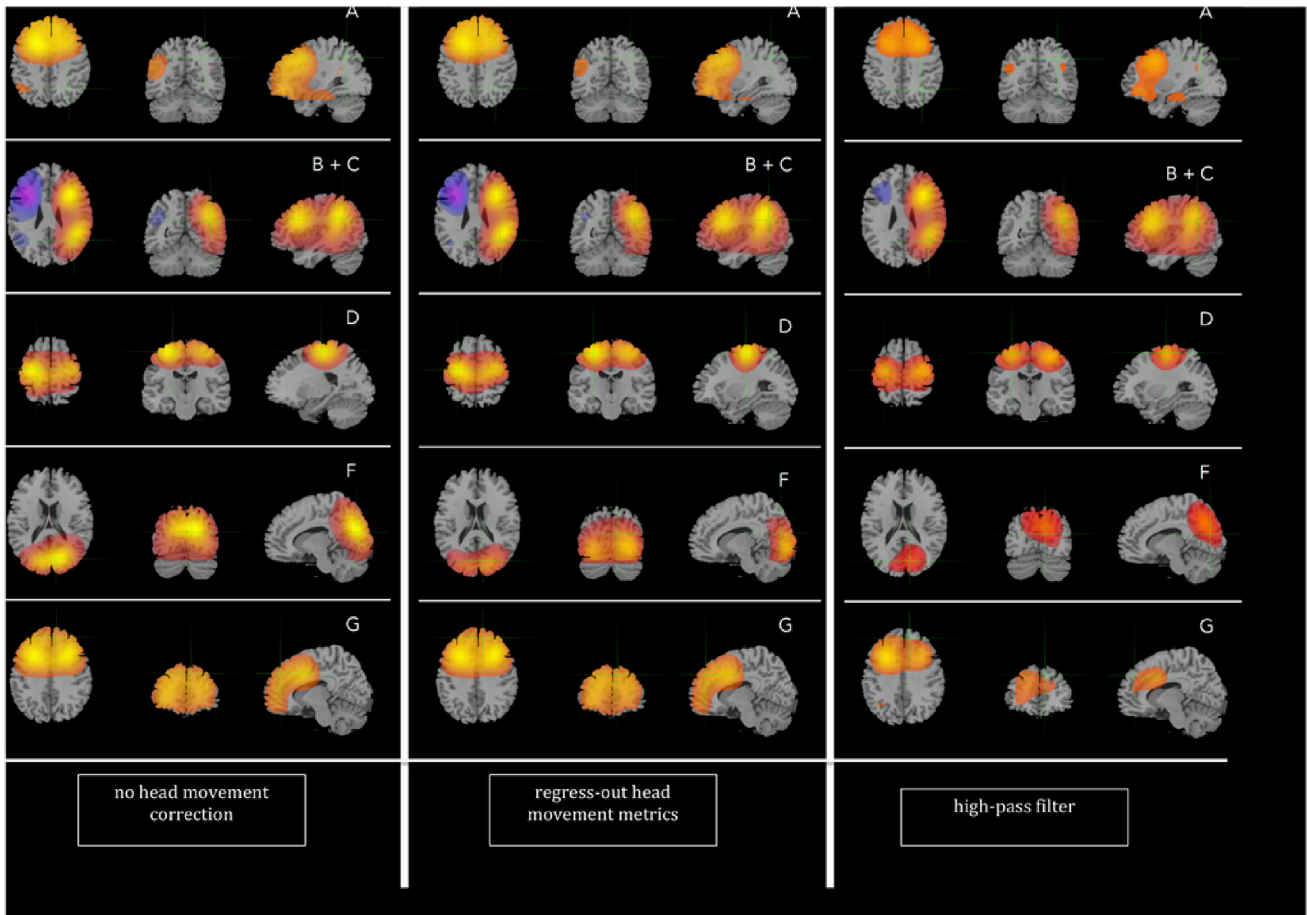 A A A
B + C B + C B + C
D D D
F F F
G G G
no head movement
correction
regress-out head
movement metrics
high-pass filter